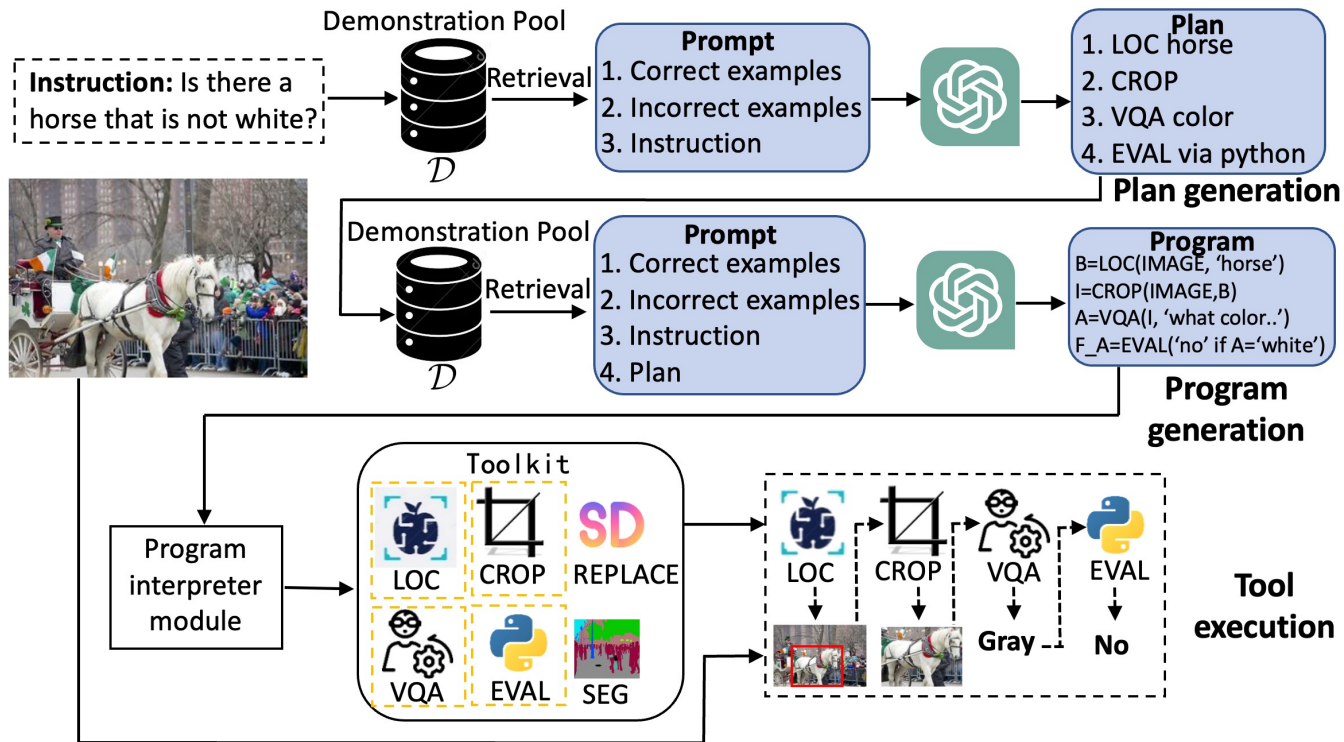 Demonstration Pool
Instruction: Is there a
horse that is not white?
D
Retrieval
Prompt
1. Correct examples
2. Incorrect examples
3. Instruction
Plan
1. LOC horse
2. CROP
3. VQA color
4. EVAL via python
Plan generation
Demonstration Pool
D
Retrieval
Prompt
1. Correct examples
2. Incorrect examples
3. Instruction
4. Plan
Program
B=LOC(IMAGE, ‘horse’)
I=CROP(IMAGE,B)
A=VQA(I, ‘what color..’)
F_A=EVAL(‘no’ if A=‘white’)
Program
generation
Program
interpreter
module
Toolkit
LOC
CROP
SD
REPLACE
VQA
EVAL
SEG
LOC
CROP
VQA
EVAL
Gray
No
Tool
execution